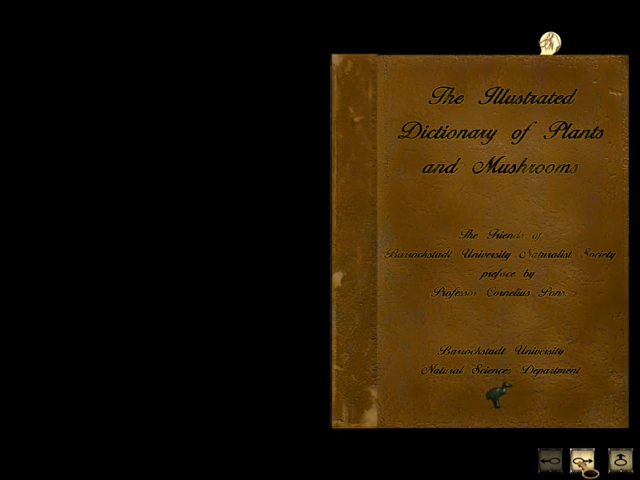 The Illustrated
Dictionary of Plants
and Mushrooms
The Friends of
Barrockstadt University Naturalist Society
preface by
Professor Cornelius Pons
Barrockstadt University
Natural Sciences Department